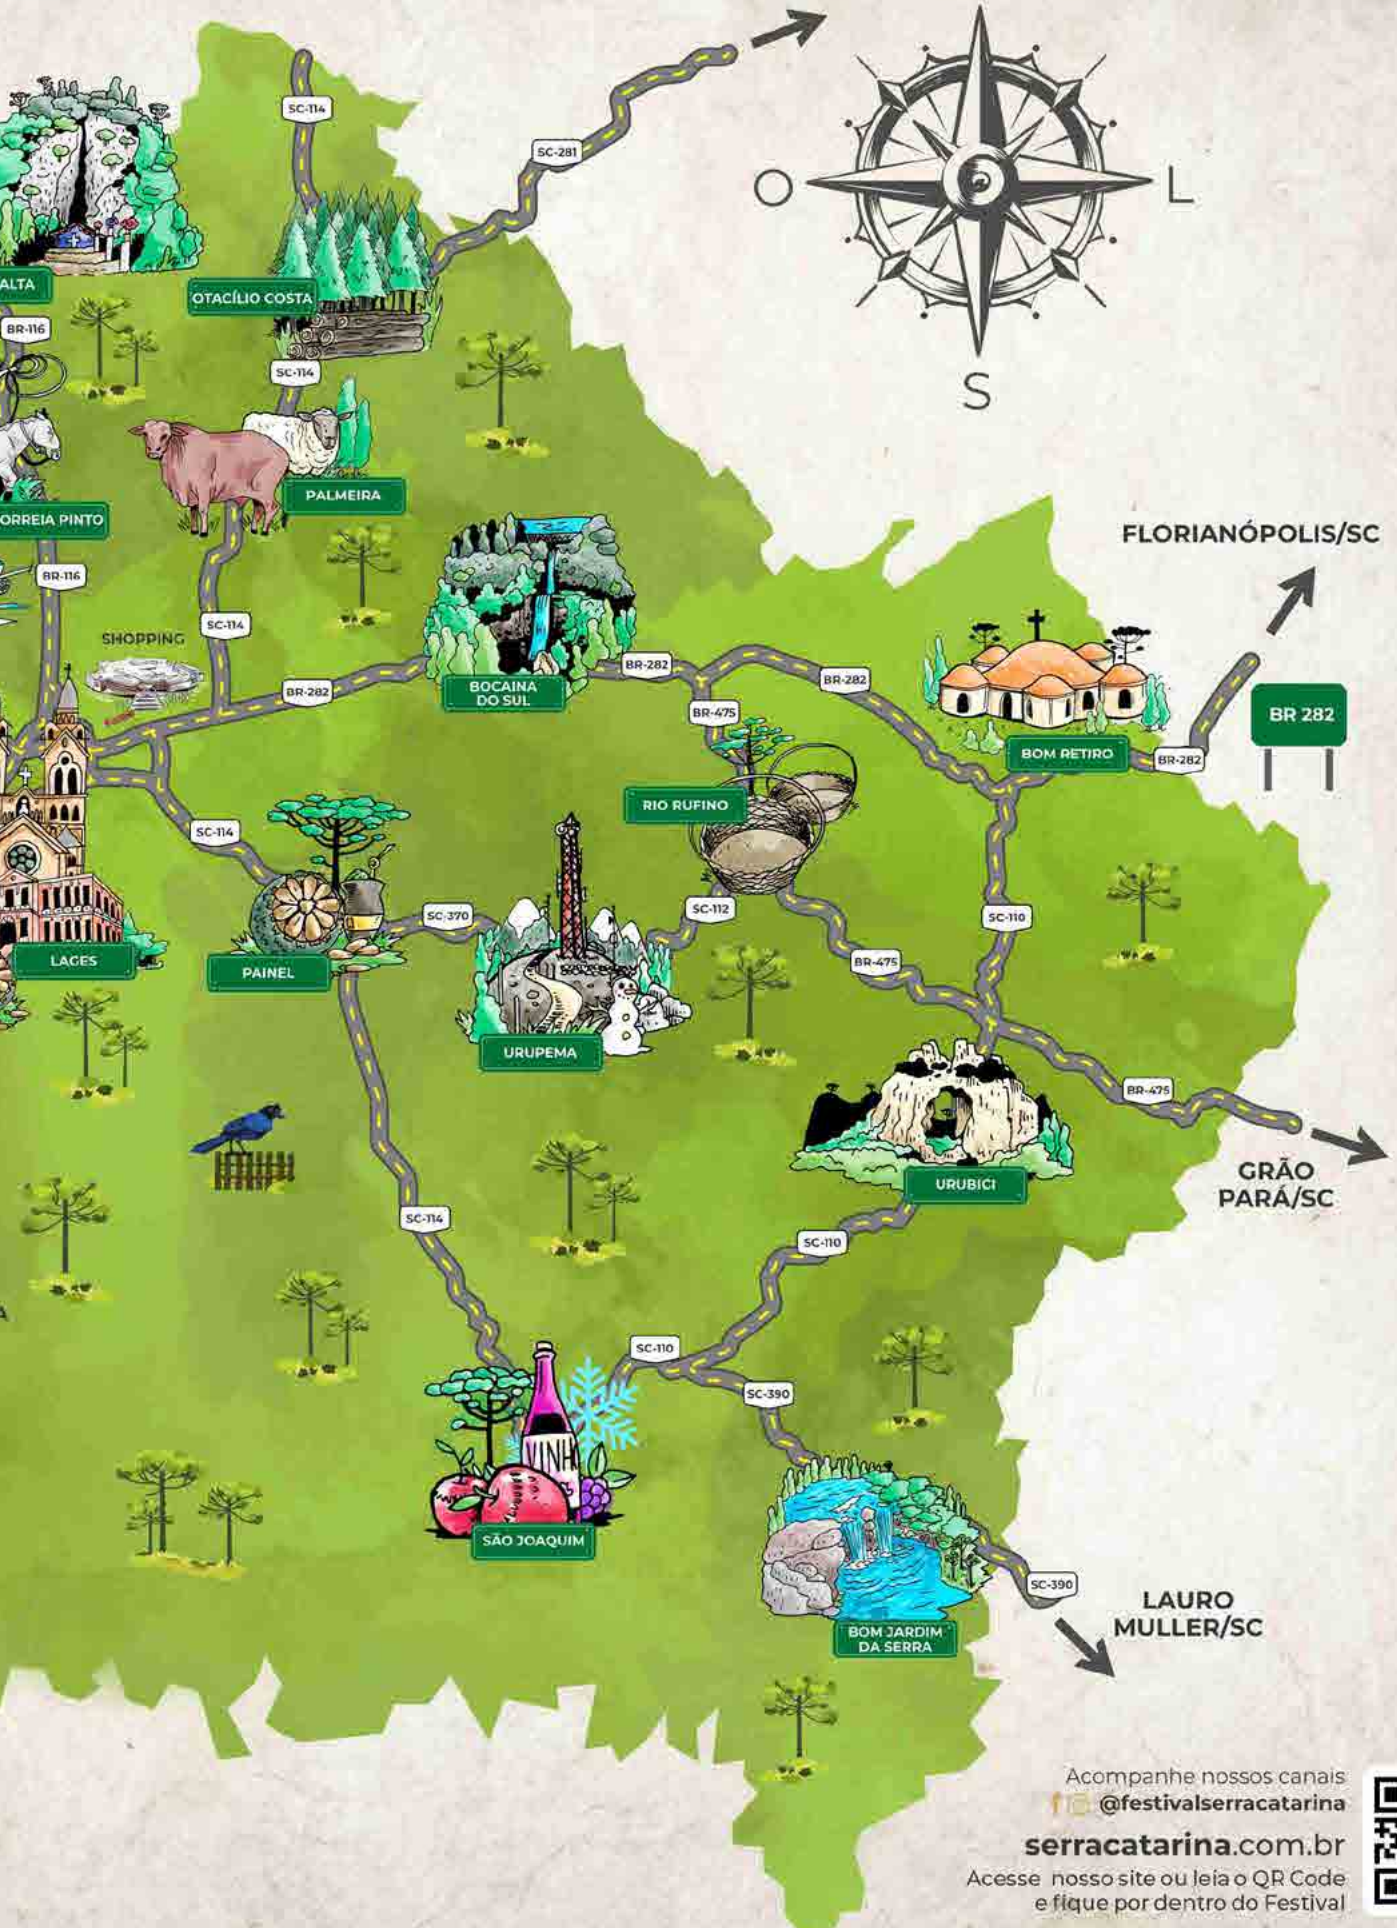 SC-114
SC-281
O
L
S
ALTA
OTACÍLIO COSTA
BR-116
SC-114
PALMEIRA
ORREIA PINTO
BR-116
SC-114
SHOPPING
FLORIANÓPOLIS/SC
BR-282
BR-282
BOCAINA
DO SUL
BR-282
BR-475
BR 282
BOM RETIRO
BR-282
RIO RUFINO
SC-114
SC-370
SC-112
SC-110
LAGES
PAINEL
BR-475
URUPEMA
BR-475
GRÃO
PARÁ/SC
URUBICI
SC-114
SC-110
A
SC-110
SC-390
VINH
SÃO JOAQUIM
SC-390
LAURO
MULLER/SC
BOM JARDIM
DA SERRA
Acompanhe nossos canais
@festivalserracatarina
serracatarina.com.br
Acesse nosso site ou leia o QR Code
e fique por dentro do Festival